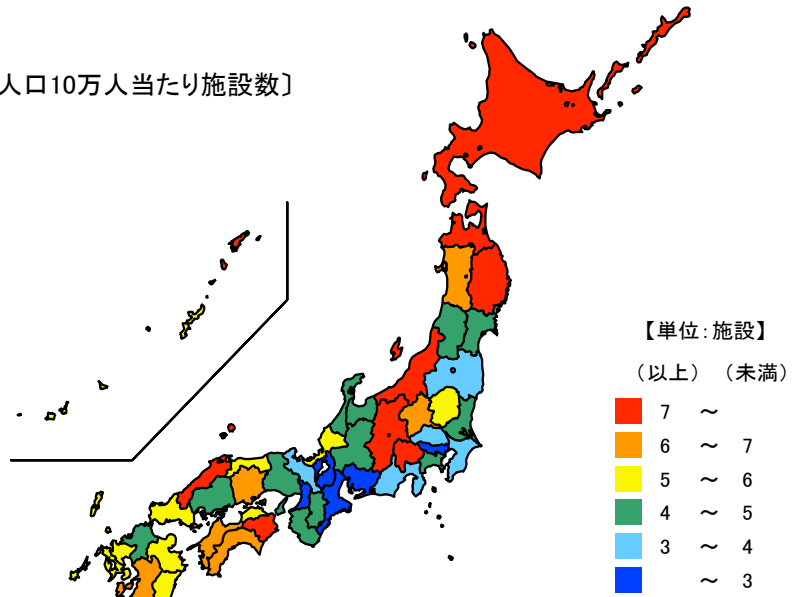 人口10万人当たり施設数〕
【単位:施設】
（以上） （未満）
7 ～
6 ～ 7
5 ～ 6
4 ～ 5
3 ～ 4
～ 3